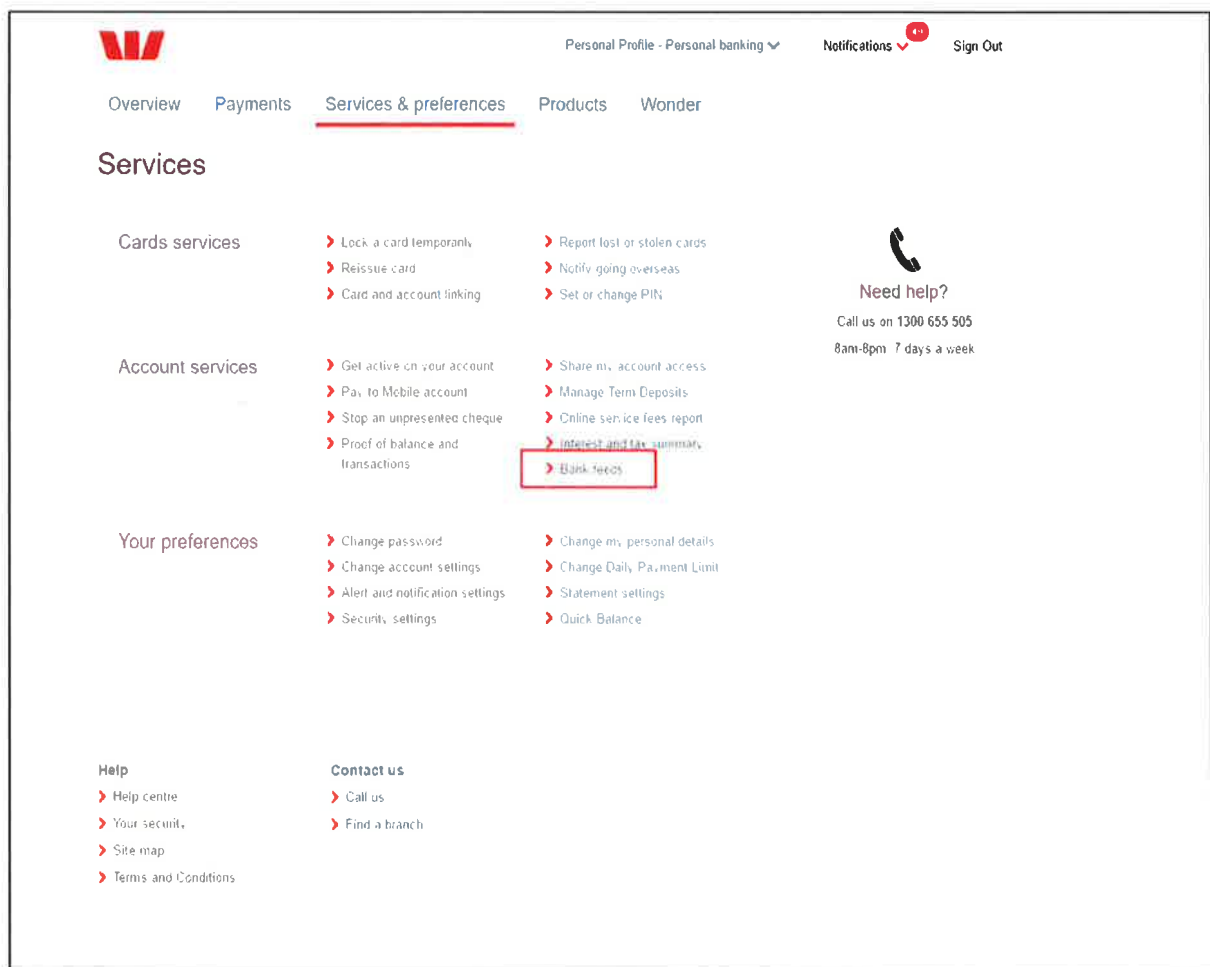 Personal Profile - Personal banking
Notifications
Sign Out
Overview
Payments
Services & preferences
Products
Wonder
Services
Cards services
Lock a card temporarily
Reissue card
Card and account linking
Report lost or stolen cards
Notify going overseas
Set or change PIN
Need help?
Call us on 1300 655 505
8am-8pm 7 days a week
Account services
Get active on your account
Pay to Mobile account
Stop an unpresented cheque
Proof of balance and
transactions
Share my account access
Manage Term Deposits
Online service fees report
Interest and tax summary
Bank feeds
Your preferences
Change password
Change account settings
Alert and notification settings
Security settings
Change my personal details
Change Daily Payment Limit
Statement settings
Quick Balance
Help
Help centre
Your security
Site map
Terms and Conditions
Contact us
Call us
Find a branch